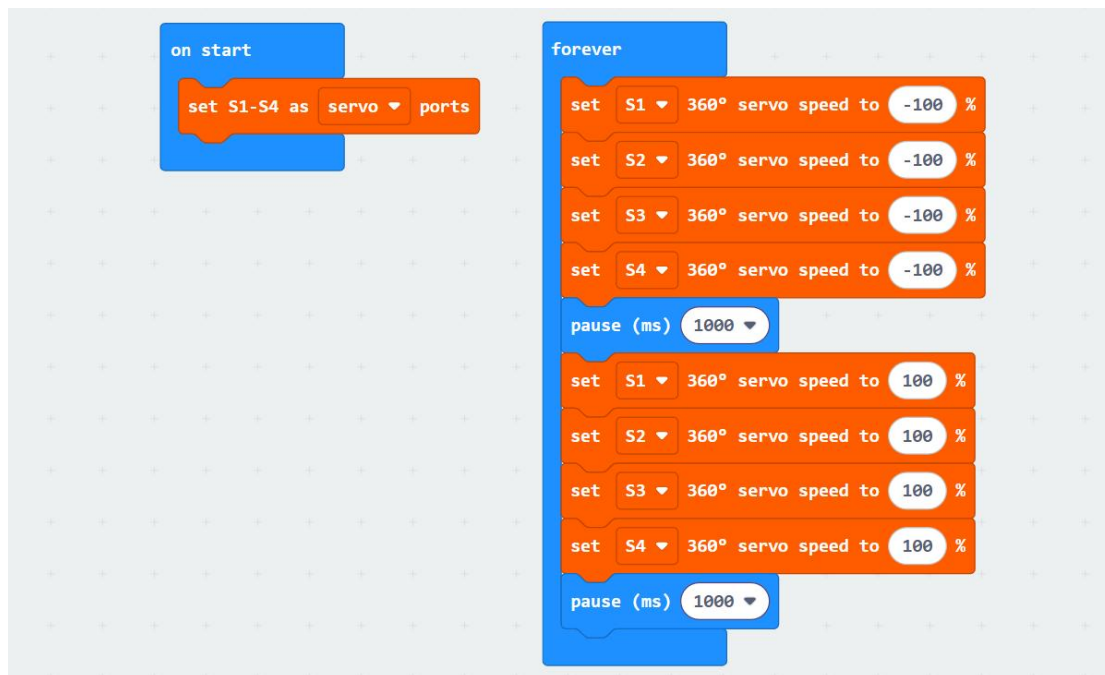 on start
set S1-S4 as servo ports
forever
set S1 360° servo speed to -100 %
set S2 360° servo speed to -100 %
set S3 360° servo speed to -100 %
set S4 360° servo speed to -100 %
pause (ms) 1000
set S1 360° servo speed to 100 %
set S2 360° servo speed to 100 %
set S3 360° servo speed to 100 %
set S4 360° servo speed to 100 %
pause (ms) 1000